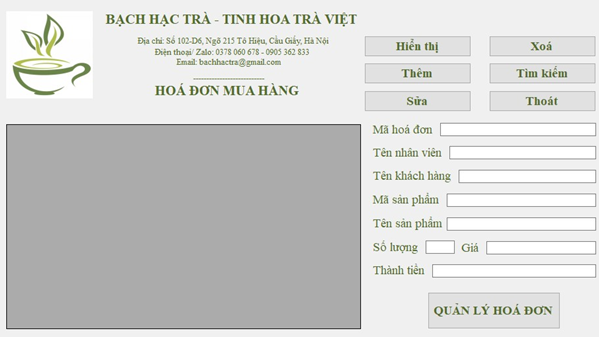 BẠCH HẠC TRÀ - TINH HOA TRÀ VIỆT
Địa chỉ: Số 102-D6, Ngõ 215 Tô Hiệu, Cầu Giấy, Hà Nội
Điện thoại/ Zalo: 0378 060 678 - 0905 362 833
Email: bachhactra@gmail.com
HOÁ ĐƠN MUA HÀNG
Hiển thị
Xoá
Thêm
Tìm kiếm
Sửa
Thoát
Mã hoá đơn
Tên nhân viên
Tên khách hàng
Mã sản phẩm
Tên sản phẩm
Số lượng
Giá
Thành tiền
QUẢN LÝ HOÁ ĐƠN